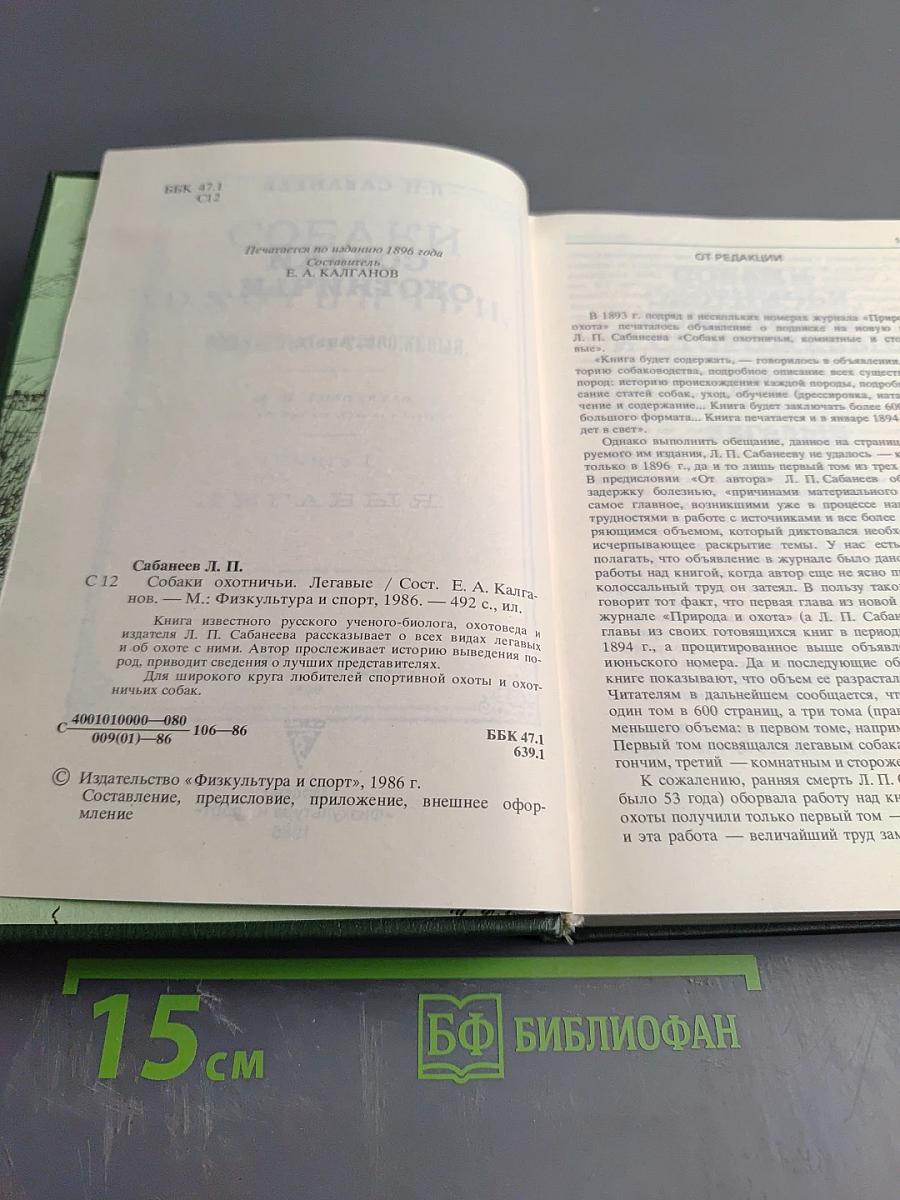 ББК 47.1
С12
Печатается по изданию 1896 года
Составитель
Е. А. КАЛГАНОВ
Сабанеев Л. П.
С 12 Собаки охотничьи. Легавые / Сост. Е. А. Калга-
нов. — М.: Физкультура и спорт, 1986. — 492 с., ил.
Книга известного русского ученого-биолога, охотоведа и
издателя Л. П. Сабанеева рассказывает о всех видах легавых
и об охоте с ними. Автор прослеживает историю выведения по-
род, приводит сведения о лучших представителях.
Для широкого круга любителей спортивной охоты и охот-
ничьих собак.
С 4001010000—080 106—86
009(01)—86
ББК 47.1
639.1
© Издательство «Физкультура и спорт», 1986 г.
Составление, предисловие, приложение, внешнее офор-
мление
5
ОТ РЕДАКЦИИ
В 1893 г. подряд в нескольких номерах журнала «Приро
охота» печаталось объявление о подписке на новую
Л. П. Сабанеева «Собаки охотничьи, комнатные и сто
вые».
«Книга будет содержать, — говорилось в объявлении,
торию собаководства, подробное описание всех сущест
пород: историю происхождения каждой породы, подроб
сание статей собак, уход, обучение (дрессировка, ната
чение и содержание... Книга будет заключать более 600
большого формата... Книга печатается и в январе 1894
дет в свет».
Однако выполнить обещание, данное на страниц
руемого им издания, Л. П. Сабанееву не удалось — к
только в 1896 г., да и то лишь первый том из трех
В предисловии «От автора» Л. П. Сабанеев об
задержку болезнью, «причинами материального
самое главное, возникшими уже в процессе на
трудностями в работе с источниками и все более
ряющимся объемом, который диктовался необх
исчерпывающее раскрытие темы. У нас есть
полагать, что объявление в журнале было дано
работы над книгой, когда автор еще не ясно п
колоссальный труд он затеял. В пользу тако
говорит тот факт, что первая глава из новой
журнале «Природа и охота» (а Л. П. Сабан
главы из своих готовящихся книг в период
1894 г., а процитированное выше объявле
июньского номера. Да и последующие об
книге показывают, что объем ее разрастал
Читателям в дальнейшем сообщается, чт
один том в 600 страниц, а три тома (прав
меньшего объема: в первом томе, наприм
Первый том посвящался легавым собака
гончим, третий — комнатным и стороже
К сожалению, ранняя смерть Л. П. С
было 53 года) оборвала работу над кн
охоты получили только первый том —
и эта работа — величайший труд зам
15 см
БФ БИБЛИОФАН